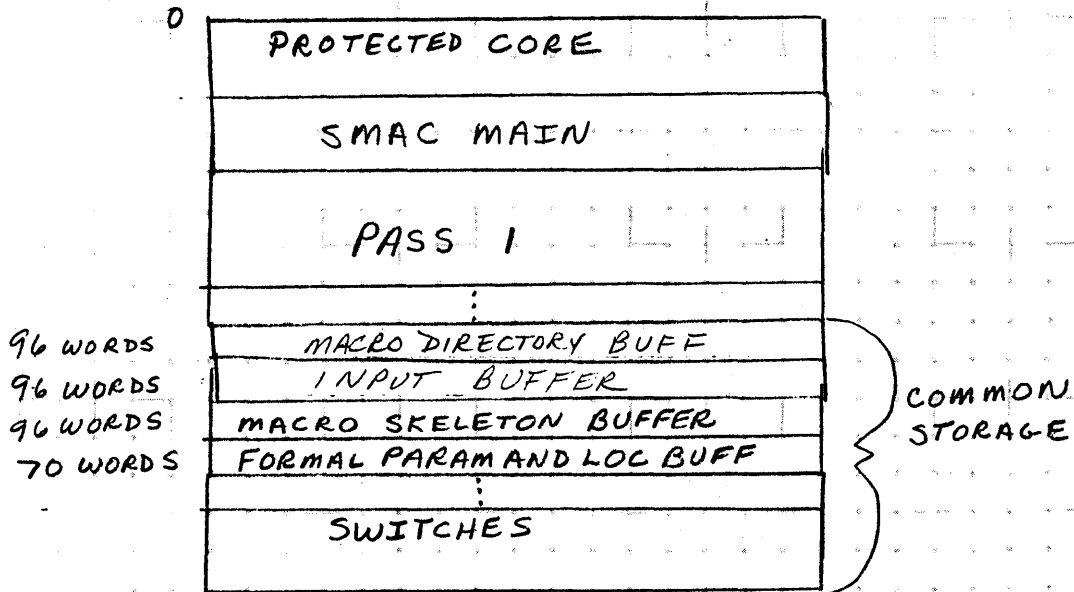 0
PROTECTED CORE
SMAC MAIN
PASS 1
96 WORDS MACRO DIRECTORY BUFF
96 WORDS INPUT BUFFER
96 WORDS MACRO SKELETON BUFFER
70 WORDS FORMAL PARAM AND LOC BUFF
SWITCHES
COMMON
STORAGE